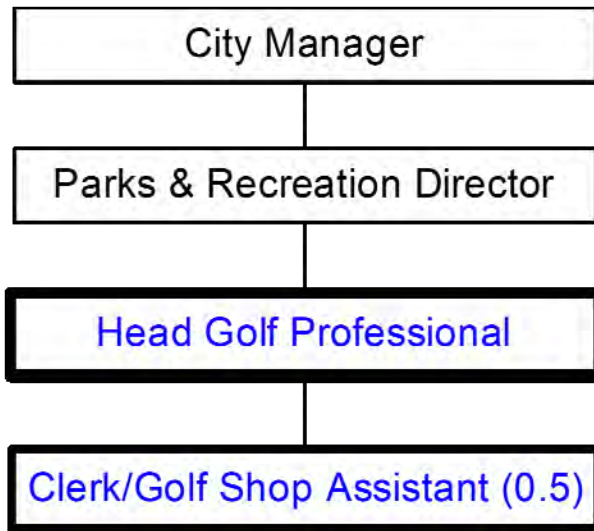 City Manager
Parks & Recreation Director
Head Golf Professional
Clerk/Golf Shop Assistant (0.5)